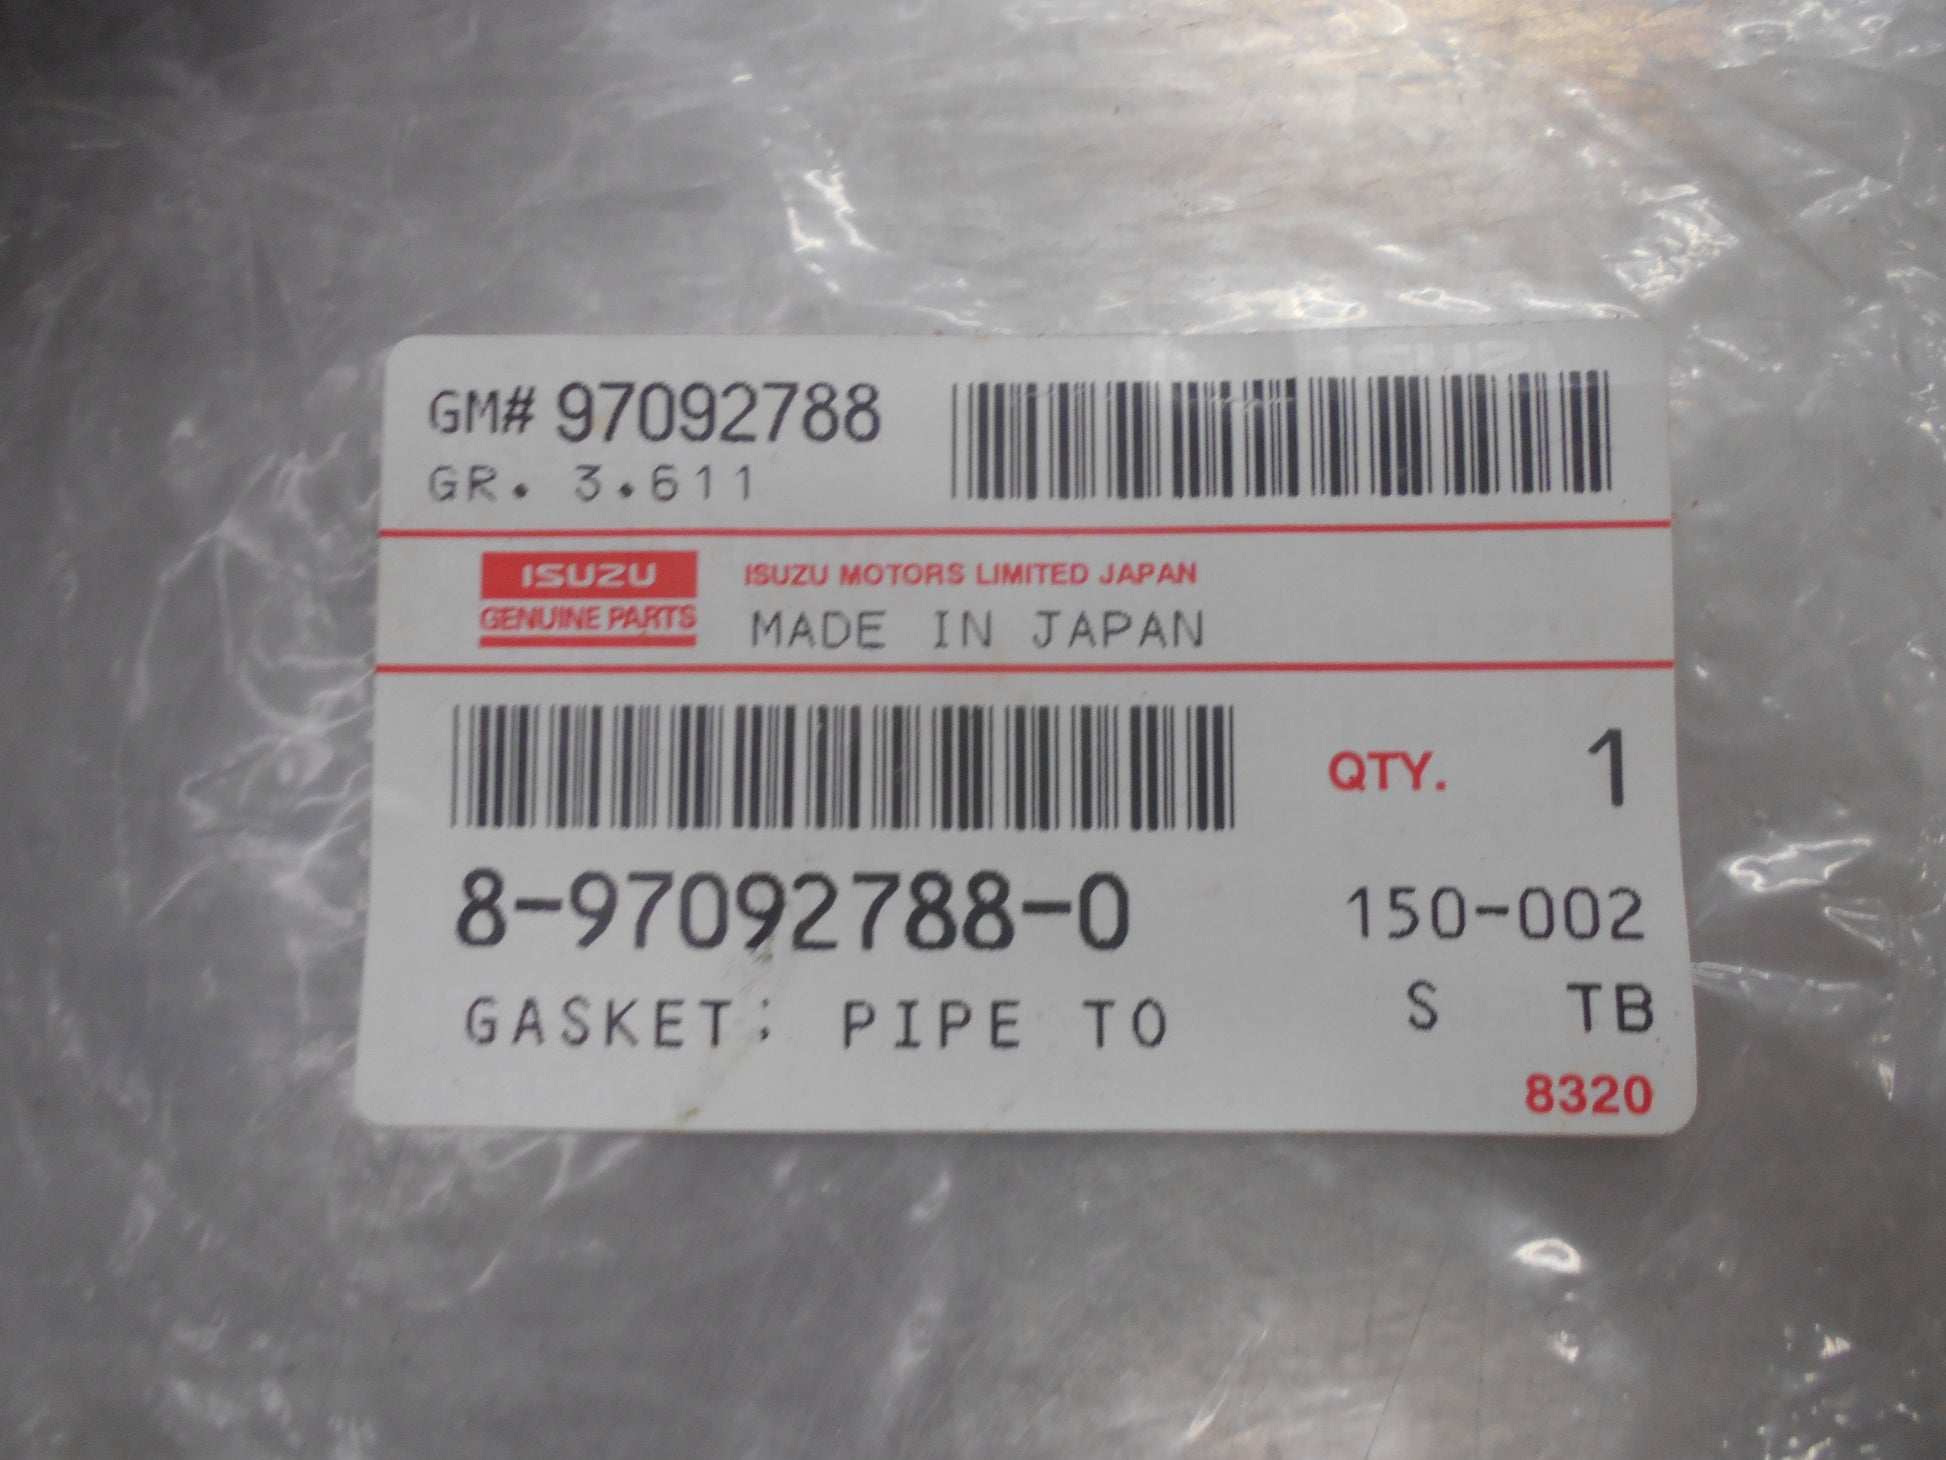 GM# 97092788
GR. 3.611
ISUZU
GENUINE PARTS
ISUZU MOTORS LIMITED JAPAN
MADE IN JAPAN
QTY. 1
8-97092788-0
150-002
GASKET; PIPE TO
S TB
8320